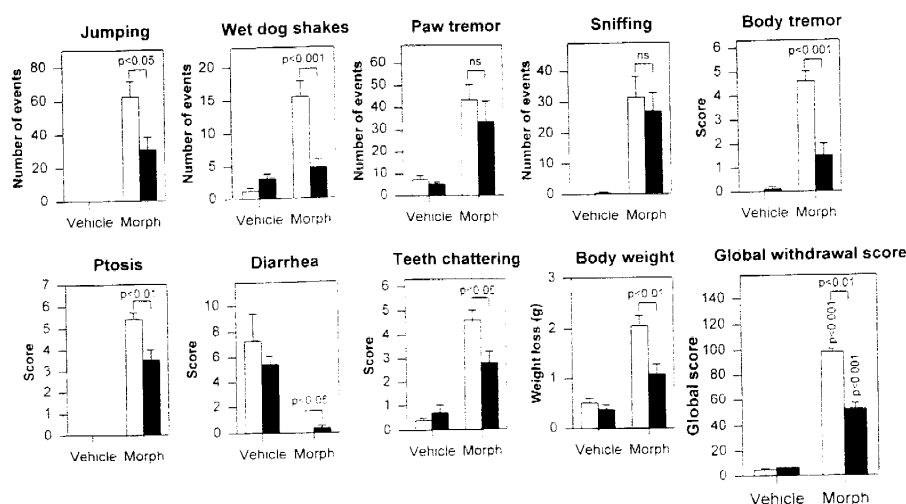 Jumping
Number of events
80
60
40
20
0
p<0.05
Vehicle Morph
Wet dog shakes
Number of events
20
15
10
5
0
p<0.001
Vehicle Morph
Paw tremor
Number of events
60
50
40
30
20
10
0
ns
Vehicle Morph
Sniffing
Number of events
40
30
20
10
0
ns
Vehicle Morph
Body tremor
Score
6
5
4
3
2
1
0
p<0.001
Vehicle Morph
Ptosis
Score
7
6
5
4
3
2
1
0
p<0.01
Vehicle Morph
Diarrhea
Score
10
8
6
4
2
0
p<0.05
Vehicle Morph
Teeth chattering
Score
6
5
4
3
2
1
0
p<0.05
Vehicle Morph
Body weight
Weight loss (g)
3
2
1
0
p<0.01
Vehicle Morph
Global withdrawal score
Global score
140
120
100
80
60
40
20
0
p<0.01
p<0.001
p<0.001
Vehicle Morph